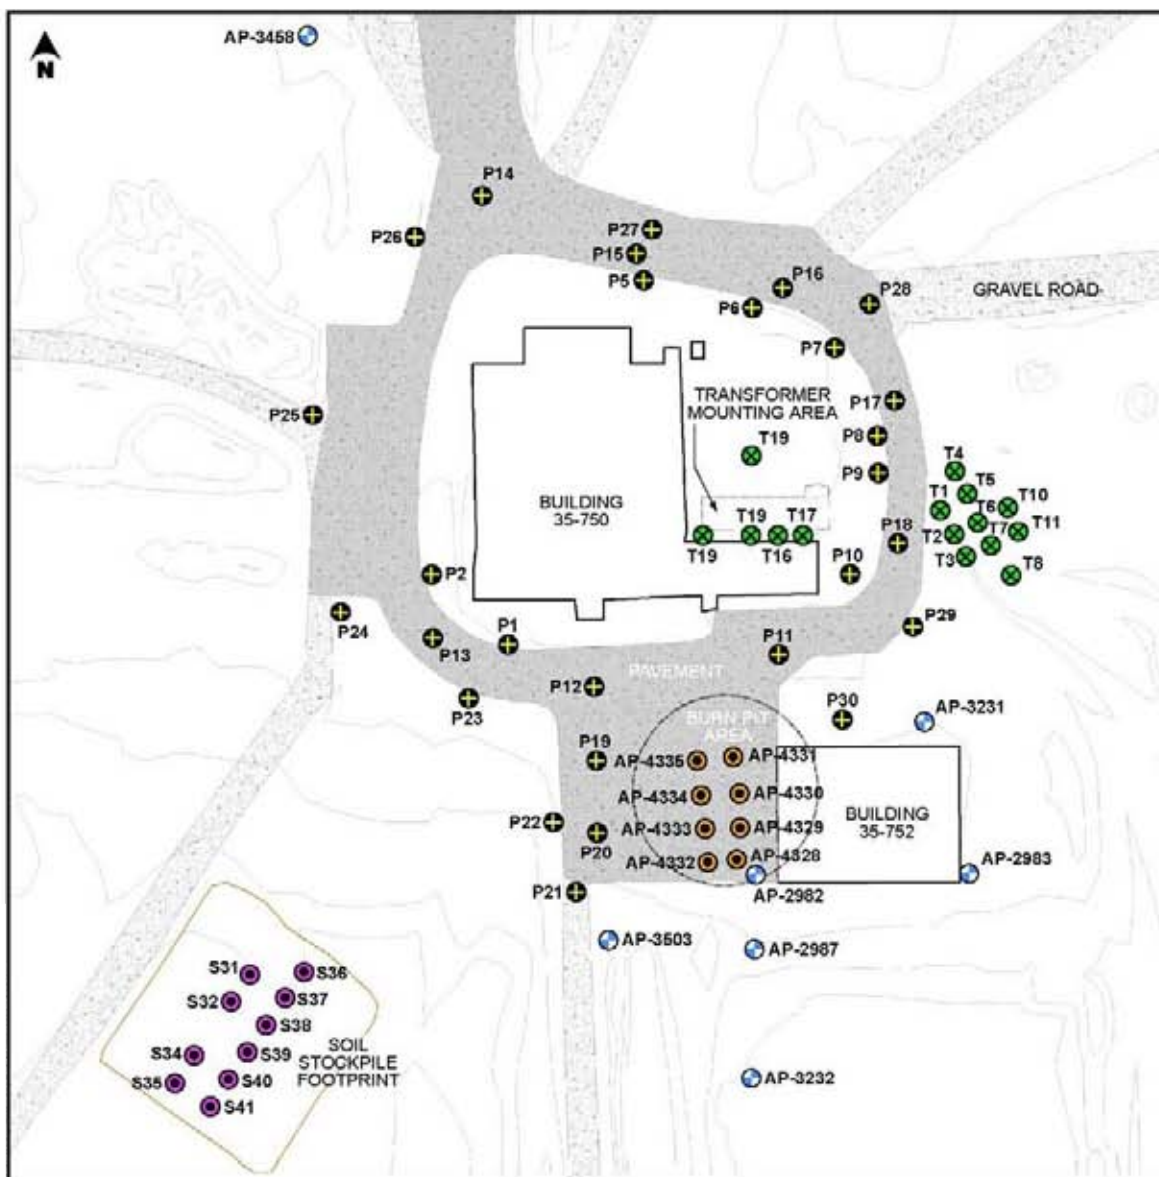 AP-3458
N
P14
P26
P27
P15
P5
P16
P6
P28
GRAVEL ROAD
P7
P25
P17
P8
P9
TRANSFORMER
MOUNTING AREA
T19
T4
T5
T1
T6
T10
T2
T7
T11
T3
T8
BUILDING
35-750
T19
T19
T16
T17
P18
P10
P2
P24
P13
P1
P11
P29
PAVEMENT
P12
P23
BURN PIT
AREA
P30
AP-3231
P19
AP-4335
AP-4331
AP-4334
AP-4330
P22
P20
AP-4333
AP-4329
BUILDING
35-752
AP-4332
AP-4328
AP-2983
P21
AP-2982
AP-3503
AP-2987
S31
S36
S32
S37
S38
S34
S39
SOIL
STOCKPILE
FOOTPRINT
S35
S40
S41
AP-3232